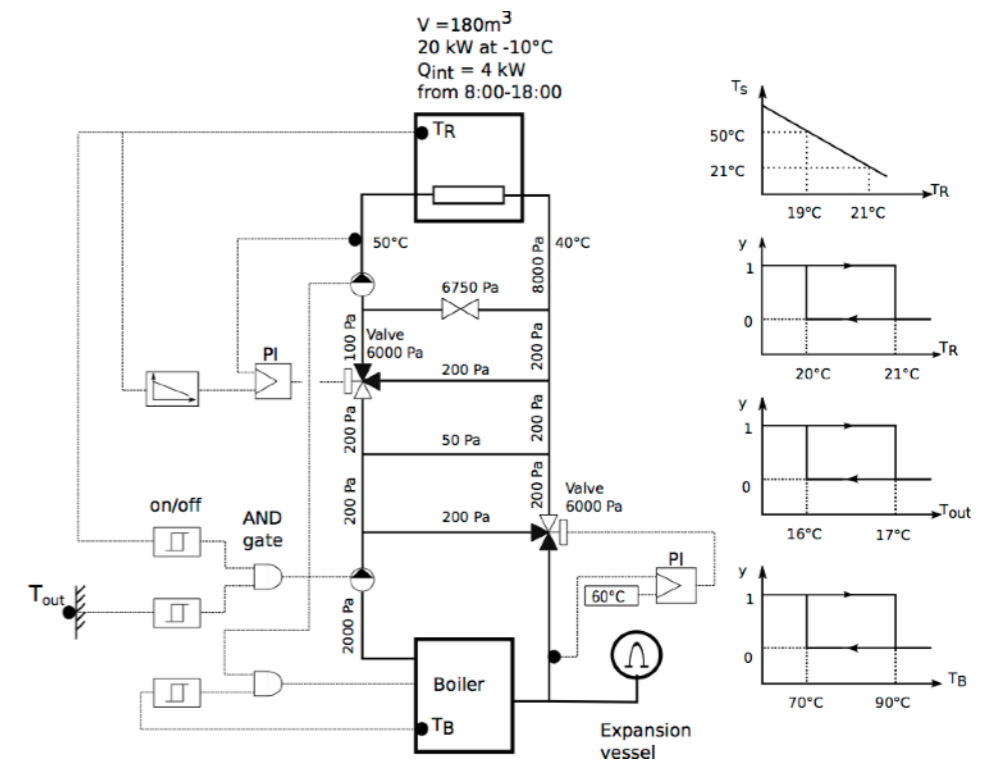 V =180m³
20 kW at -10°C
Qint = 4 kW
from 8:00-18:00
TR
50°C
40°C
8000 Pa
6750 Pa
100 Pa
Valve
6000 Pa
200 Pa
200 Pa
PI
200 Pa
200 Pa
50 Pa
200 Pa
200 Pa
200 Pa
Valve
6000 Pa
on/off
AND
gate
PI
60°C
Tout
2000 Pa
Boiler
TB
Expansion
vessel
TS
50°C
21°C
19°C
21°C
TR
y
1
0
20°C
21°C
TR
y
1
0
16°C
17°C
Tout
y
1
0
70°C
90°C
TB